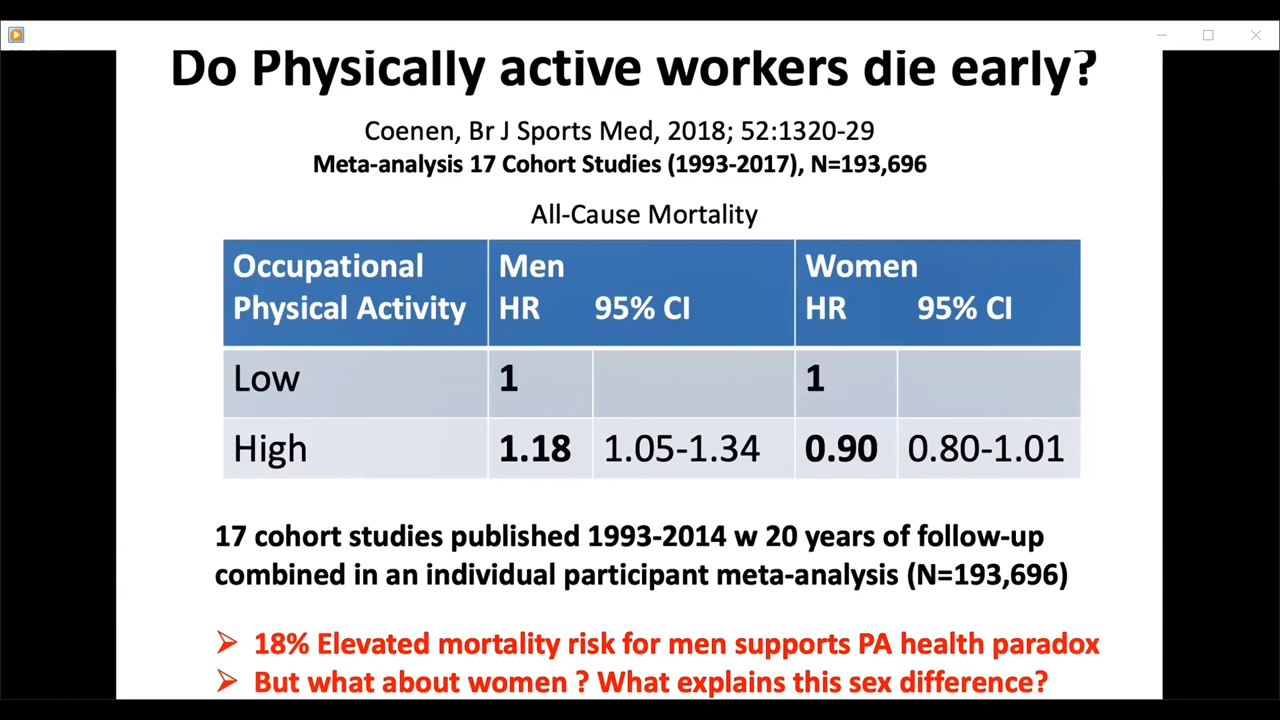 Do Physically active workers die early?
Coenen, Br J Sports Med, 2018; 52:1320-29
Meta-analysis 17 Cohort Studies (1993-2017), N=193,696
All-Cause Mortality
Occupational Physical Activity
Men
HR 95% CI
Women
HR 95% CI
Low 1 1
High 1.18 1.05-1.34 0.90 0.80-1.01
17 cohort studies published 1993-2014 w 20 years of follow-up
combined in an individual participant meta-analysis (N=193,696)
➢ 18% Elevated mortality risk for men supports PA health paradox
➢ But what about women ? What explains this sex difference?